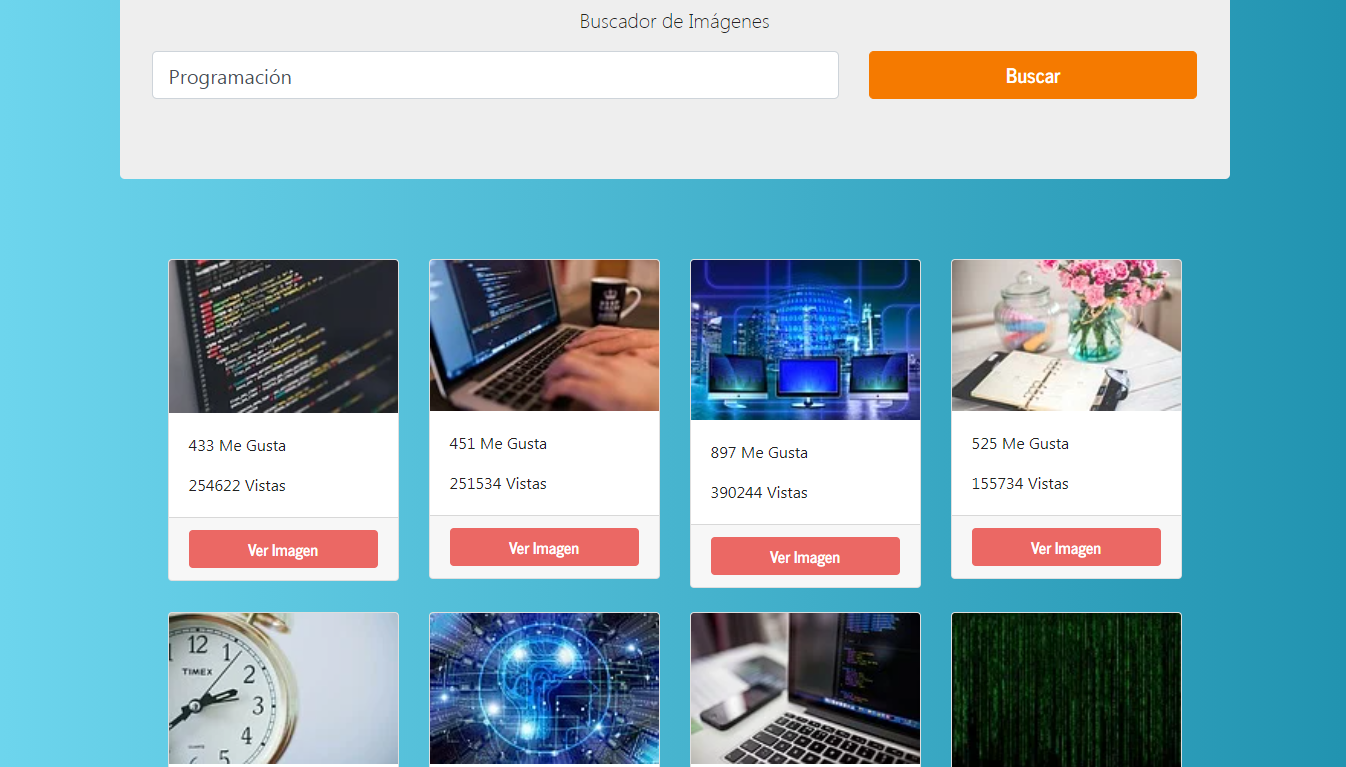 Buscador de Imágenes
Programación
Buscar
433 Me Gusta
254622 Vistas
Ver Imagen
451 Me Gusta
251534 Vistas
Ver Imagen
897 Me Gusta
390244 Vistas
Ver Imagen
525 Me Gusta
155734 Vistas
Ver Imagen
12
1
2
3
4
5
TIMEX
QUARTZ